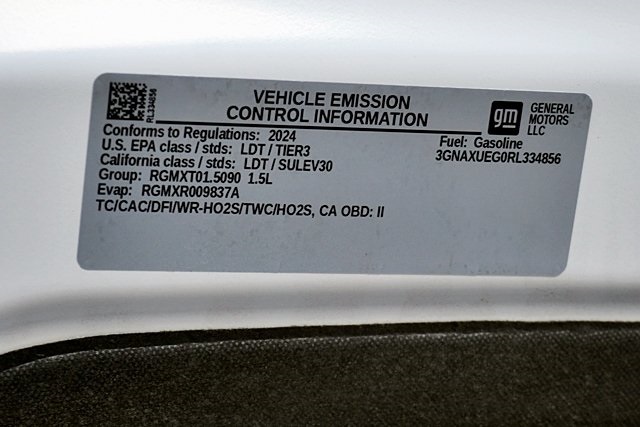 RL334856
VEHICLE EMISSION
CONTROL INFORMATION
gm
GENERAL
MOTORS
LLC
Conforms to Regulations: 2024
U.S. EPA class / stds: LDT / TIER3
California class / stds: LDT / SULEV30
Group: RGMXT01.5090 1.5L
Evap: RGMXR009837A
TC/CAC/DFI/WR-HO2S/TWC/HO2S, CA OBD: II
Fuel: Gasoline
3GNAXUEG0RL334856